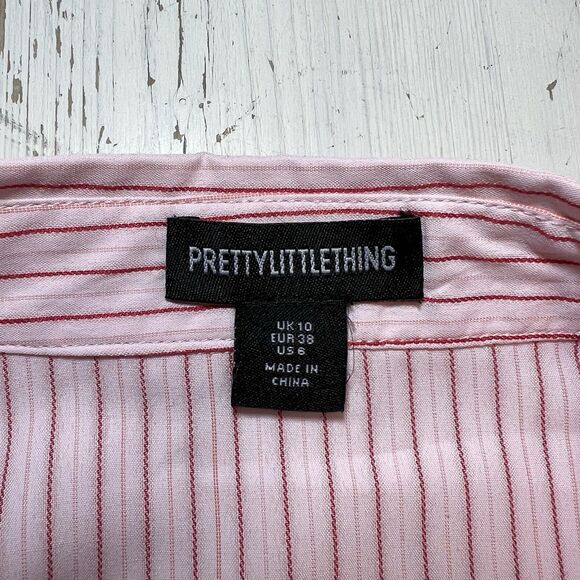 PRETTYLITTLETHING
UK 10
EUR 38
US 6
MADE IN
CHINA